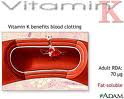 Vitamin K
Vitamin K benefits blood clotting
Adult RDA:
70 µg
Fat-soluble
ADAM.